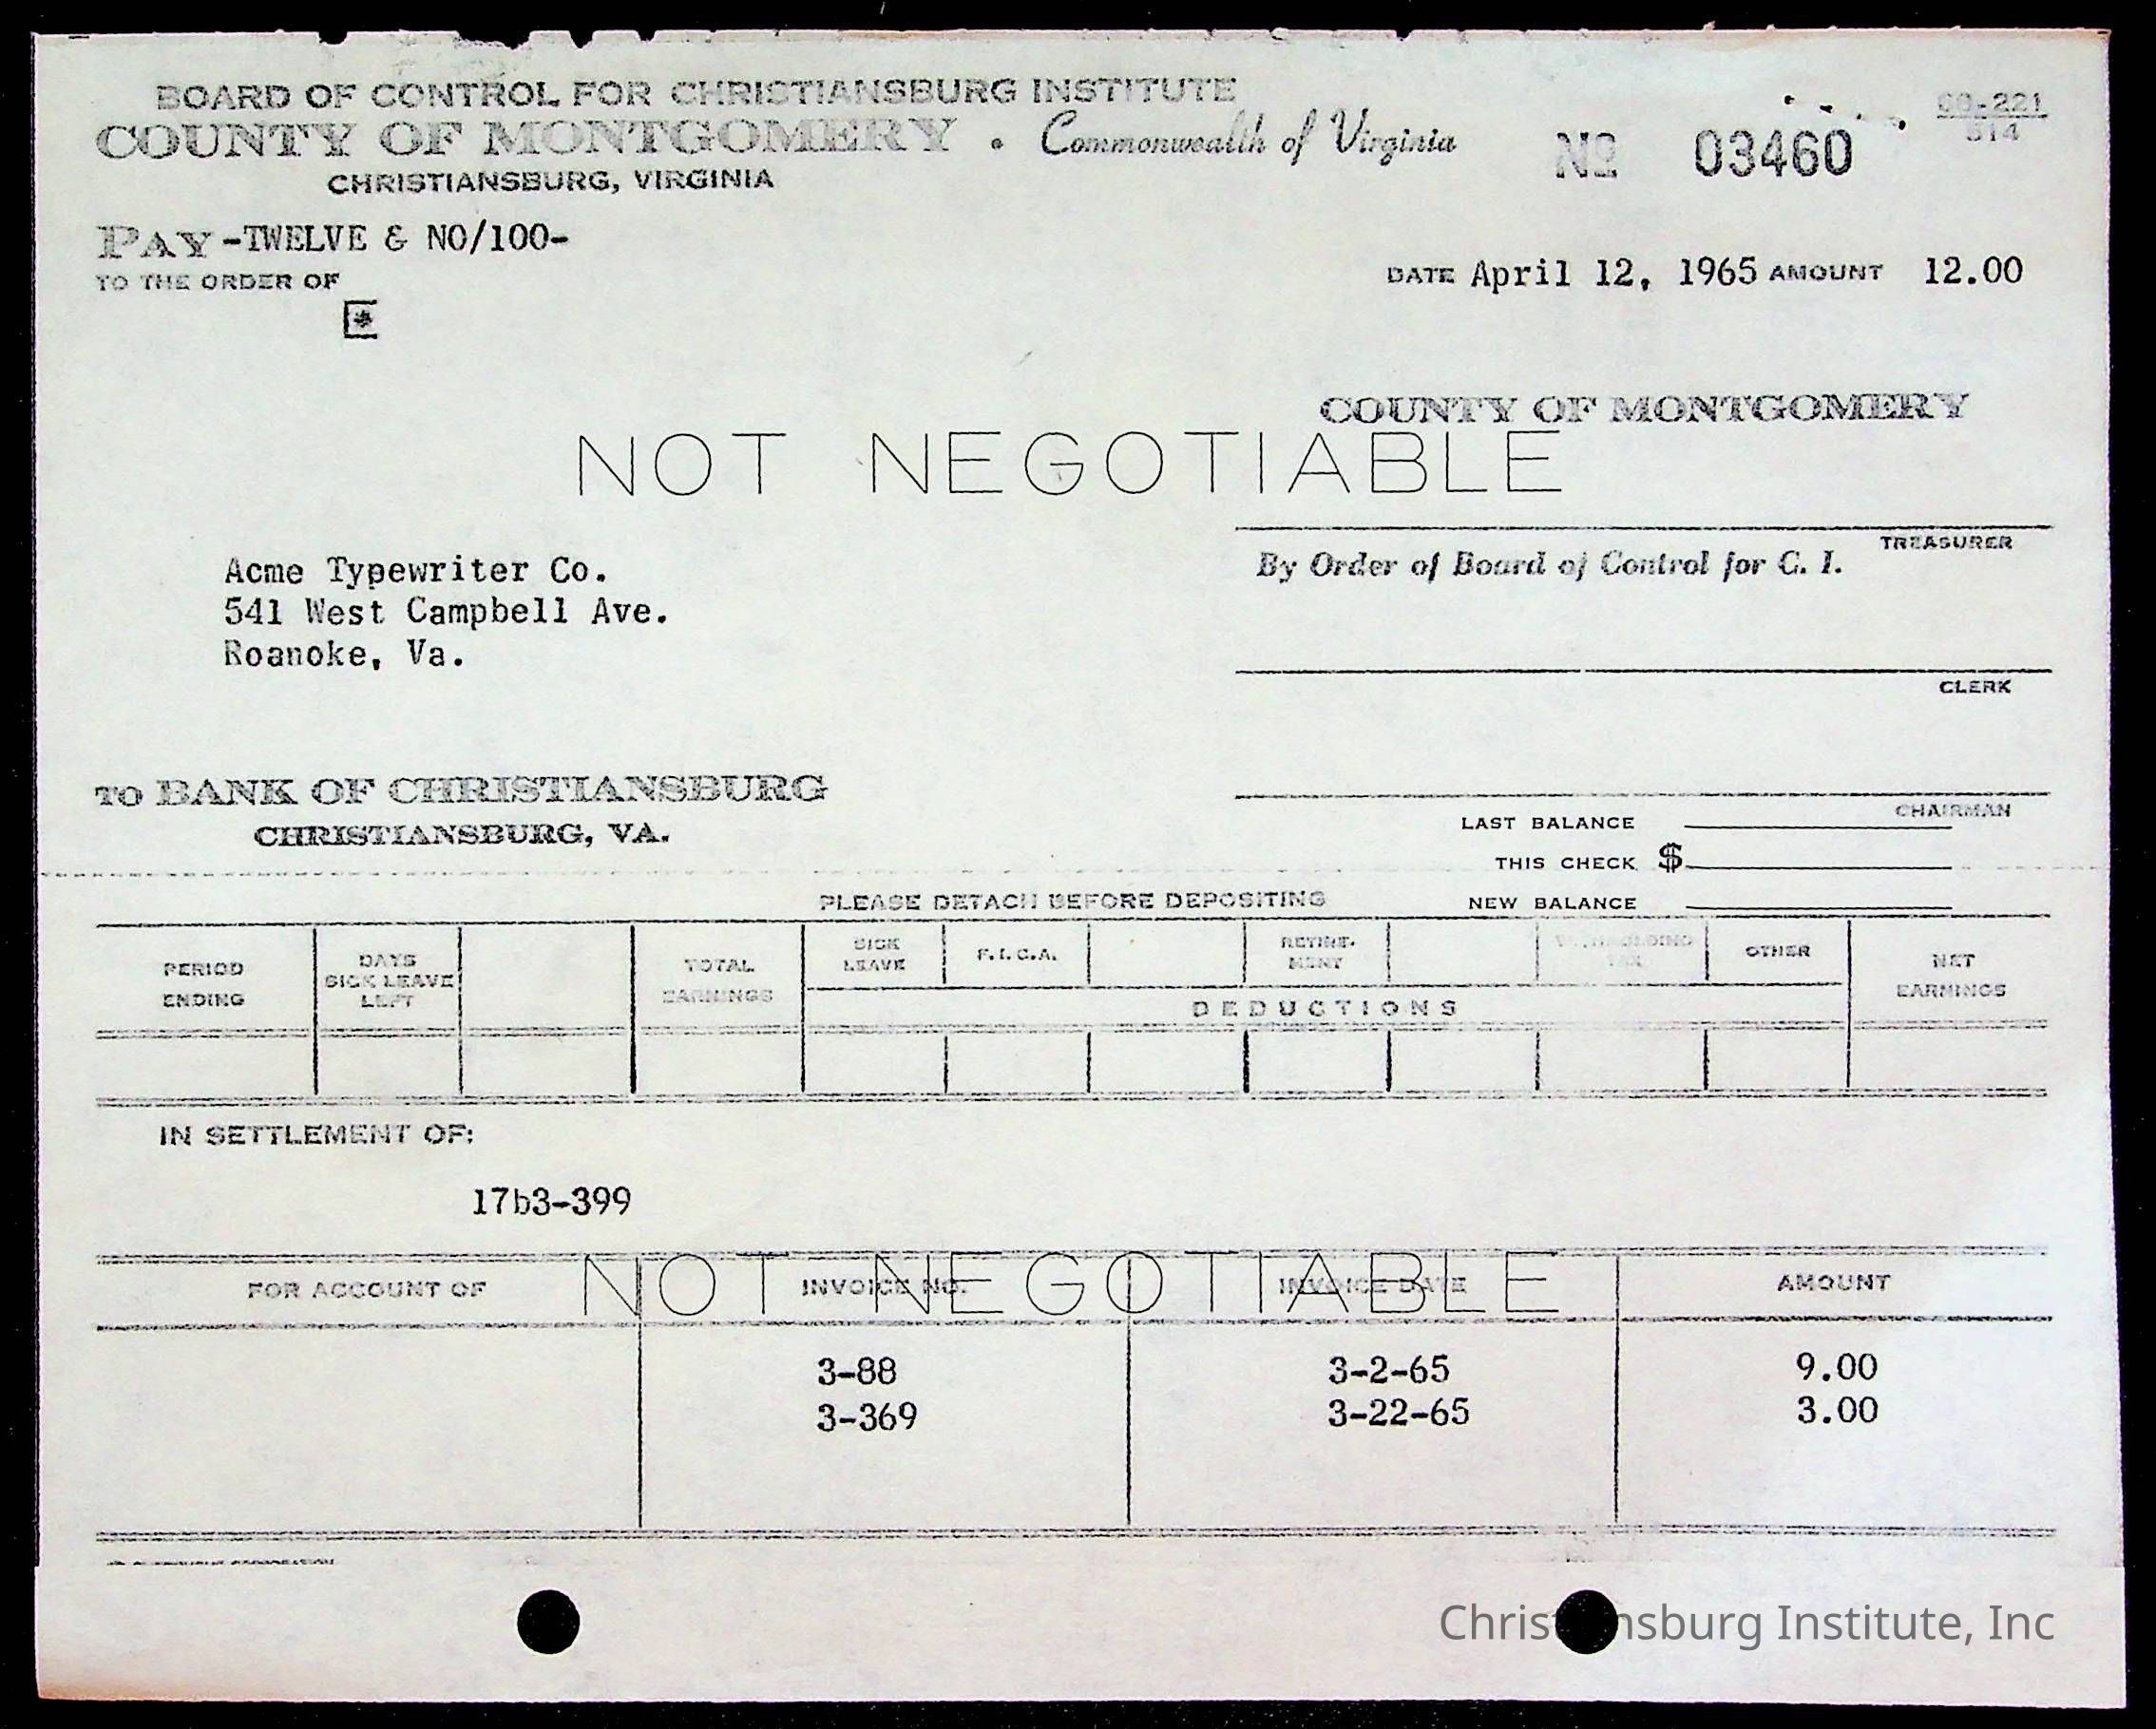 BOARD OF CONTROL FOR CHRISTIANSBURG INSTITUTE
COUNTY OF MONTGOMERY • Commonwealth of Virginia
CHRISTIANSBURG, VIRGINIA
No 03460
514
PAY -TWELVE & NO/100-
TO THE ORDER OF
DATE April 12, 1965 AMOUNT 12.00
COUNTY OF MONTGOMERY
NOT NEGOTIABLE
TREASURER
By Order of Board of Control for C. I.
Acme Typewriter Co.
541 West Campbell Ave.
Roanoke, Va.
CLERK
TO BANK OF CHRISTIANSBURG
CHRISTIANSBURG, VA.
CHAIRMAN
LAST BALANCE
THIS CHECK $
NEW BALANCE
PLEASE DETACH BEFORE DEPOSITING
PERIOD ENDING
DAYS SICK LEAVE LEFT
TOTAL EARNINGS
SICK LEAVE
F.I.C.A.
RETIRE-MENT
WITHHOLDING TAX
OTHER
NET EARNINGS
DEDUCTIONS
IN SETTLEMENT OF:
17b3-399
NOT NEGOTIABLE
FOR ACCOUNT OF INVOICE NO. INVOICE DATE AMOUNT
3-88 3-2-65 9.00
3-369 3-22-65 3.00
CORPORATION
Institute, Inc